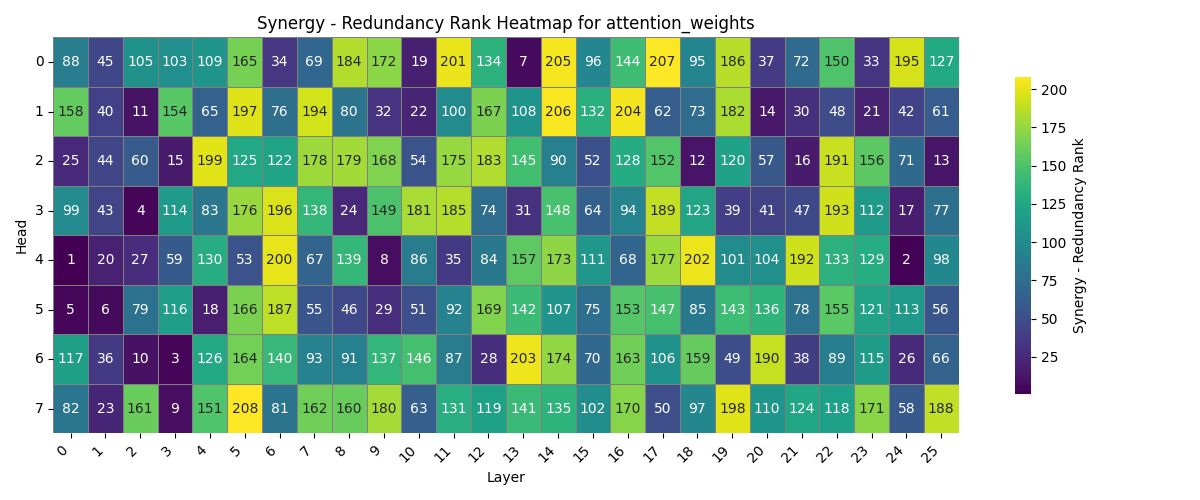 Synergy - Redundancy Rank Heatmap for attention_weights
0 88 45 105 103 109 165 34 69 184 172 19 201 134 7 205 96 144 207 95 186 37 72 150 33 195 127
1 158 40 11 154 65 197 76 194 80 32 22 100 167 108 206 132 204 62 73 182 14 30 48 21 42 61
2 25 44 60 15 199 125 122 178 179 168 54 175 183 145 90 52 128 152 12 120 57 16 191 156 71 13
3 99 43 4 114 83 176 196 138 24 149 181 185 74 31 148 64 94 189 123 39 41 47 193 112 17 77
4 1 20 27 59 130 53 200 67 139 8 86 35 84 157 173 111 68 177 202 101 104 192 133 129 2 98
5 5 6 79 116 18 166 187 55 46 29 51 92 169 142 107 75 153 147 85 143 136 78 155 121 113 56
6 117 36 10 3 126 164 140 93 91 137 146 87 28 203 174 70 163 106 159 49 190 38 89 115 26 66
7 82 23 161 9 151 208 81 162 160 180 63 131 119 141 135 102 170 50 97 198 110 124 118 171 58 188
0 1 2 3 4 5 6 7 8 9 10 11 12 13 14 15 16 17 18 19 20 21 22 23 24 25
Layer
Head
200
175
150
125
100
75
50
25
Synergy - Redundancy Rank